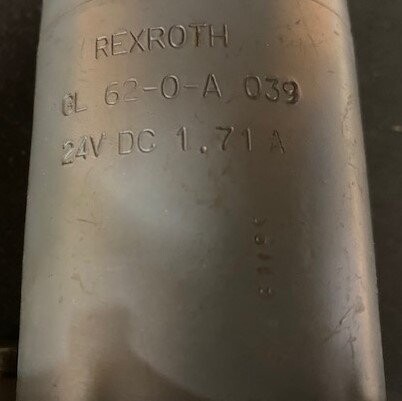 REXROTH
GL 62-0-A 039
24V DC 1.71 A